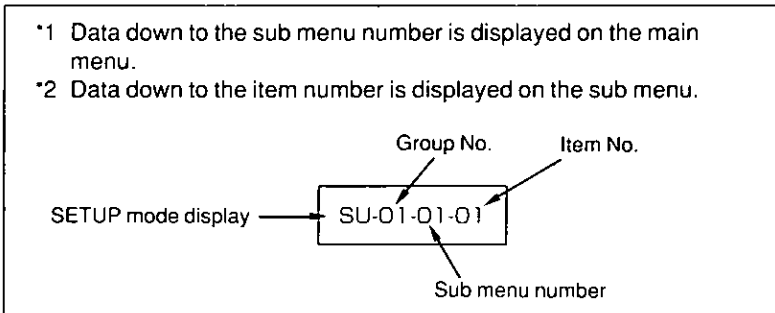 *1 Data down to the sub menu number is displayed on the main
menu.
*2 Data down to the item number is displayed on the sub menu.
Group No.
Item No.
SETUP mode display
SU-01-01-01
Sub menu number